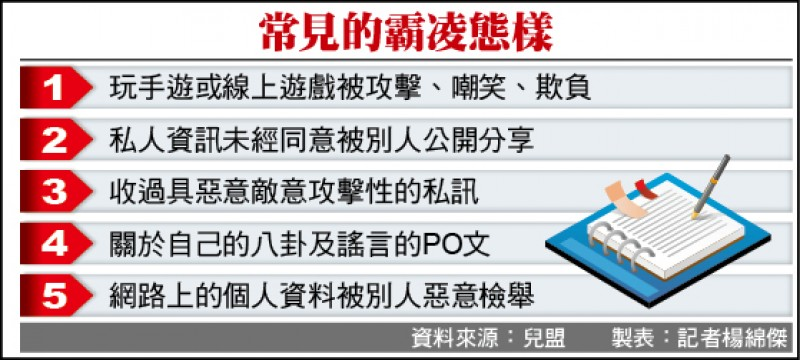 常見的霸凌態樣
1 玩手遊或線上遊戲被攻擊、嘲笑、欺負
2 私人資訊未經同意被別人公開分享
3 收過具惡意敵意攻擊性的私訊
4 關於自己的八卦及謠言的PO文
5 網路上的個人資料被別人惡意檢舉
資料來源：兒盟 製表：記者楊綿傑